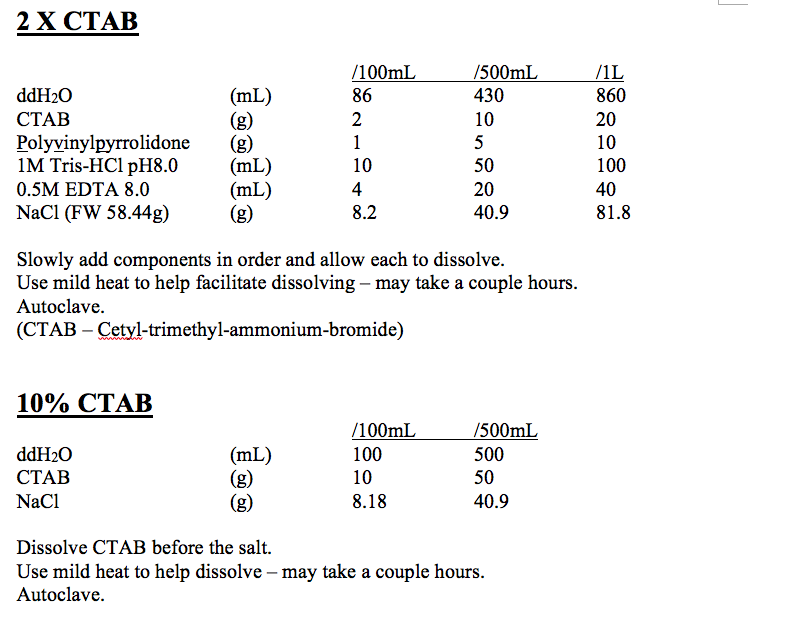 2 X CTAB
/100mL /500mL /1L
ddH2O (mL) 86 430 860
CTAB (g) 2 10 20
Polyvinylpyrrolidone (g) 1 5 10
1M Tris-HCl pH8.0 (mL) 10 50 100
0.5M EDTA 8.0 (mL) 4 20 40
NaCl (FW 58.44g) (g) 8.2 40.9 81.8
Slowly add components in order and allow each to dissolve.
Use mild heat to help facilitate dissolving – may take a couple hours.
Autoclave.
(CTAB – Cetyl-trimethyl-ammonium-bromide)
10% CTAB
/100mL /500mL
ddH2O (mL) 100 500
CTAB (g) 10 50
NaCl (g) 8.18 40.9
Dissolve CTAB before the salt.
Use mild heat to help dissolve – may take a couple hours.
Autoclave.